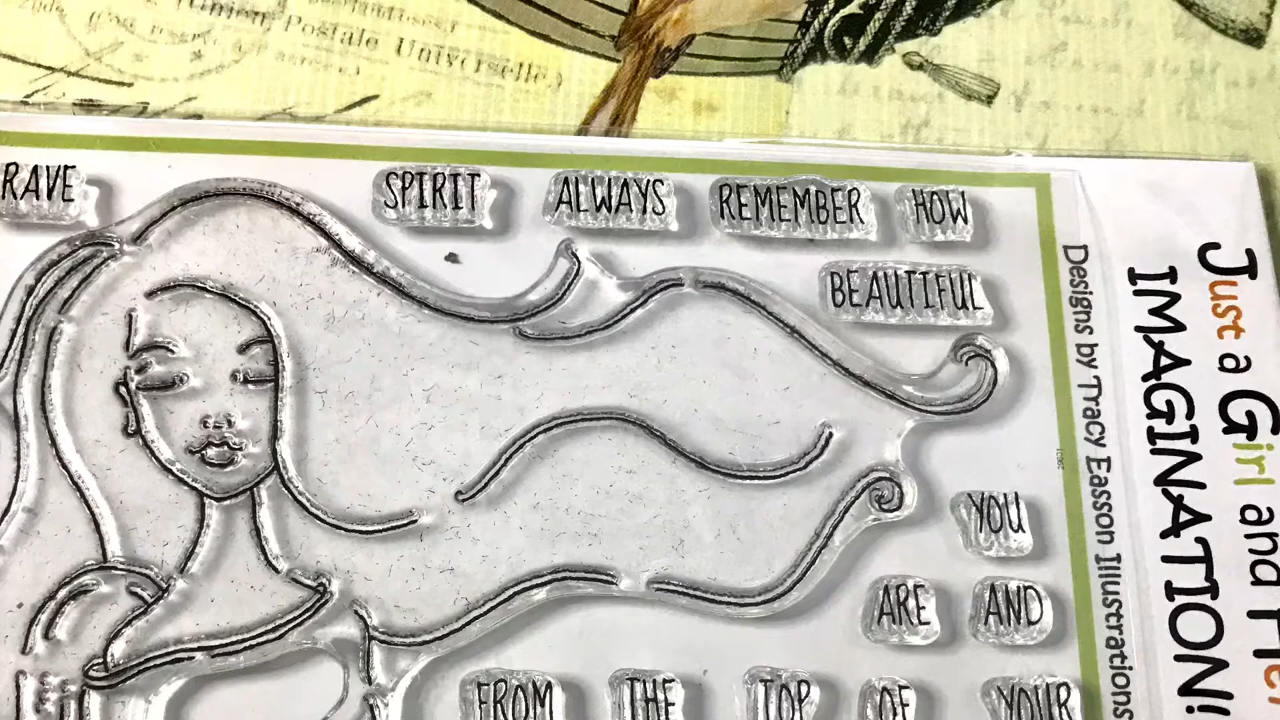 Union Postale Universelle
RAVE SPIRIT ALWAYS REMEMBER HOW
BEAUTIFUL
YOU
ARE AND
FROM THE TOP OF YOUR
Designs by Tracy Easson Illustrations
Just a Girl and Her
IMAGINATION!